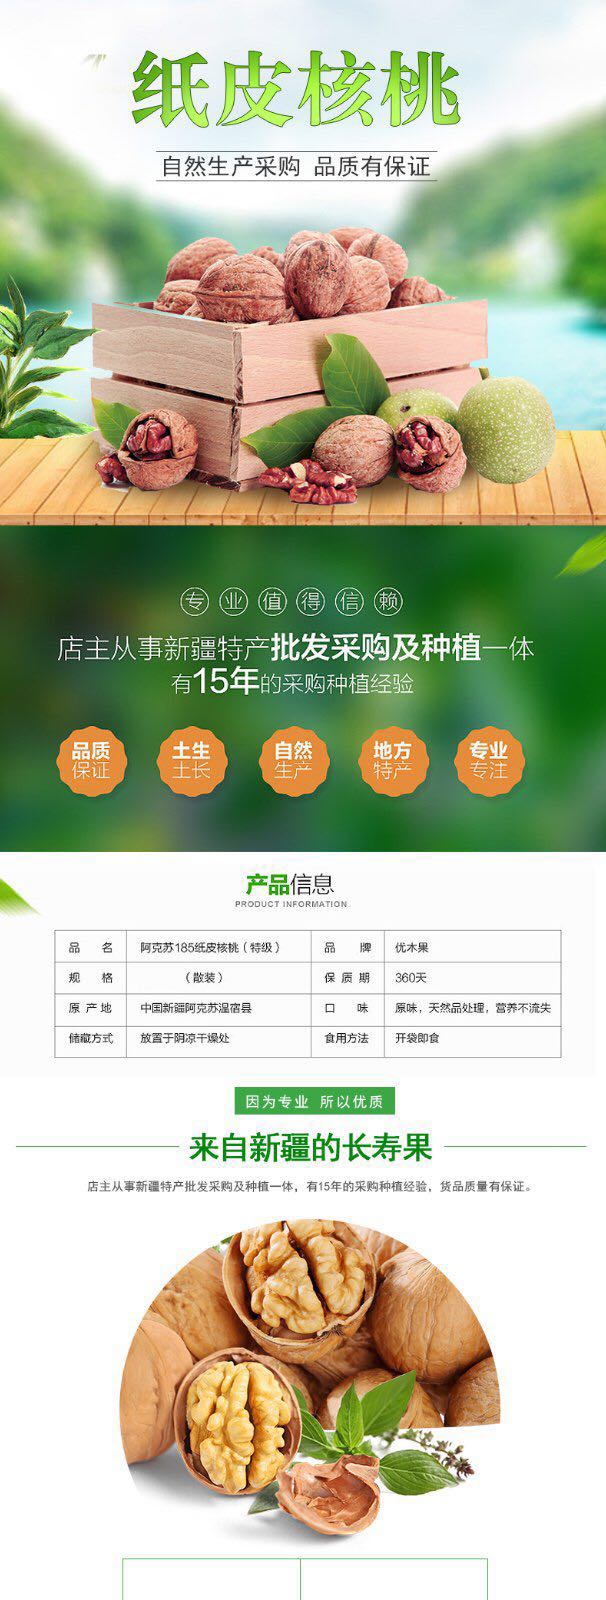 纸皮核桃
自然生产采购 品质有保证
专业值得信赖
店主从事新疆特产批发采购及种植一体
有15年的采购种植经验
品质 土生 自然 地方 专业
保证 土长 生产 特产 专注
产品信息
PRODUCT INFORMATION
品 名 阿克苏185纸皮核桃（特级） 品 牌 优木果
规 格 （散装） 保 质 期 360天
原 产 地 中国新疆阿克苏温宿县 口 味 原味，天然品处理，营养不流失
储藏方式 放置于阴凉干燥处 食用方法 开袋即食
因为专业 所以优质
来自新疆的长寿果
店主从事新疆特产批发采购及种植一体，有15年的采购种植经验，货品质量有保证。